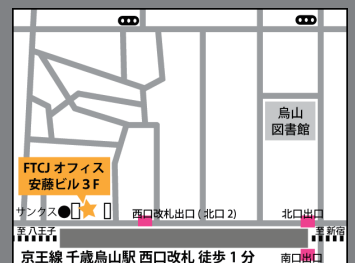 烏山
図書館
FTCJ オフィス
安藤ビル 3 F
サンクス
西口改札出口 ( 北口 2)
北口出口
至 八王子
至 新宿
京王線 千歳烏山駅 西口改札 徒歩 1 分
南口出口